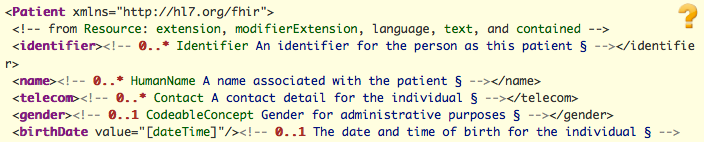 <Patient xmlns="http://hl7.org/fhir">
<!-- from Resource: extension, modifierExtension, language, text, and contained -->
<identifier><!-- 0..* Identifier An identifier for the person as this patient § --></identifie
r>
<name><!-- 0..* HumanName A name associated with the patient § --></name>
<telecom><!-- 0..* Contact A contact detail for the individual § --></telecom>
<gender><!-- 0..1 CodeableConcept Gender for administrative purposes § --></gender>
<birthDate value="[dateTime]"/><!-- 0..1 The date and time of birth for the individual § -->
?